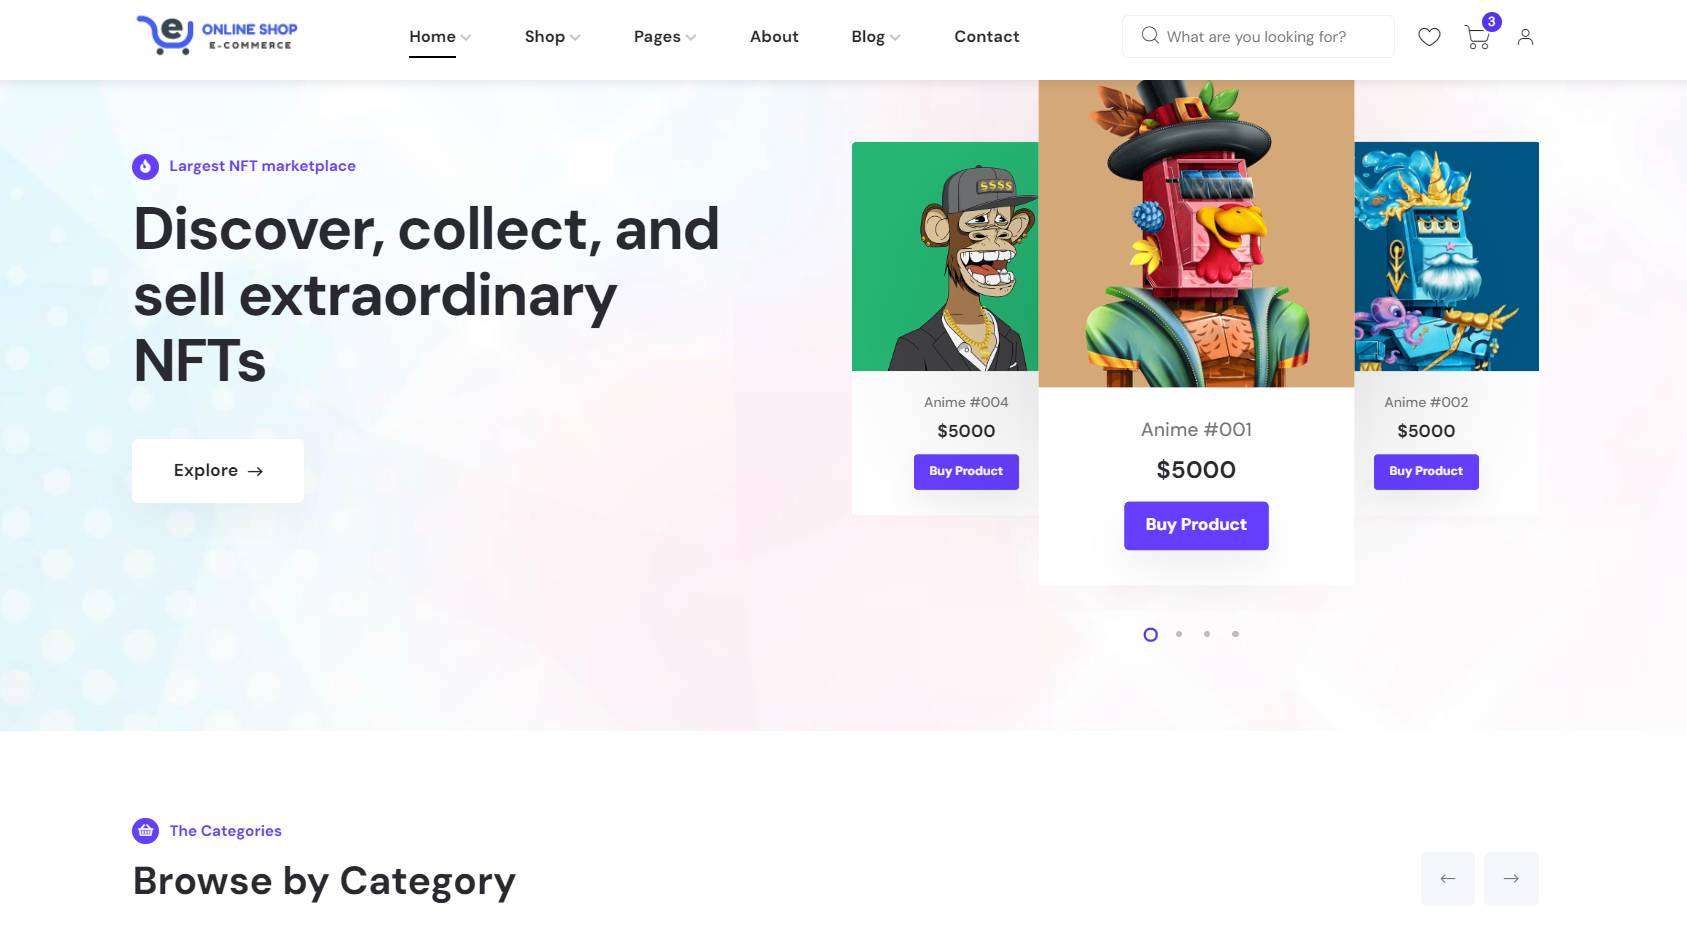 e ONLINE SHOP
E-COMMERCE
Home
Shop
Pages
About
Blog
Contact
What are you looking for?
3
Largest NFT marketplace
Discover, collect, and
sell extraordinary
NFTs
Explore →
$$$$
Anime #004
$5000
Buy Product
Anime #001
$5000
Buy Product
Anime #002
$5000
Buy Product
The Categories
Browse by Category